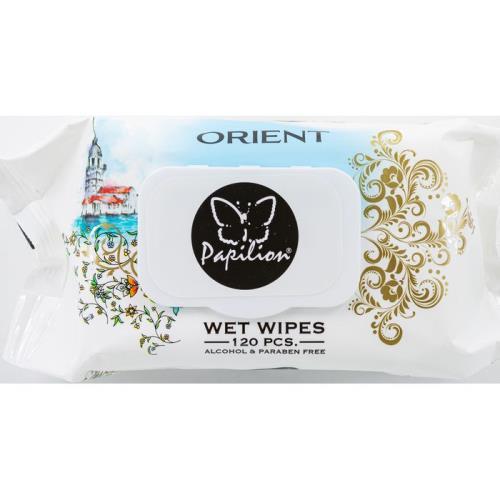 ORIENT
Papilion®
WET WIPES
120 PCS.
ALCOHOL & PARABEN FREE